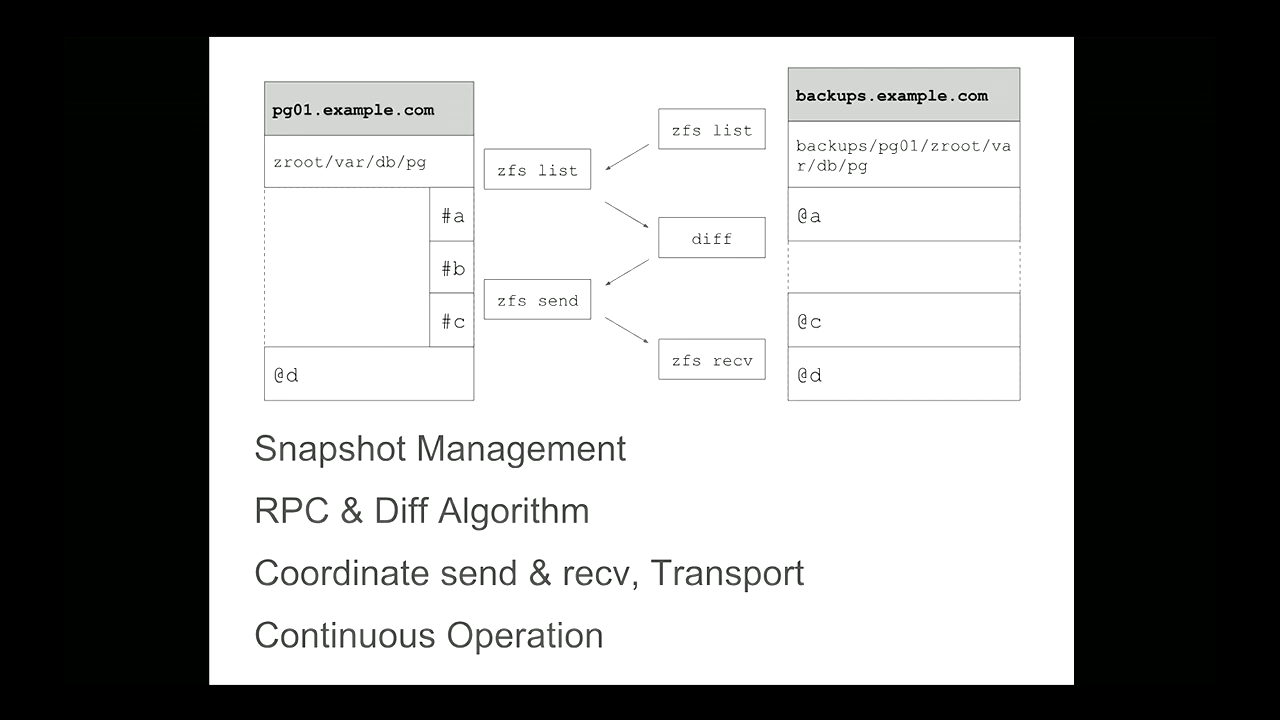 pg01.example.com
zroot/var/db/pg
#a
#b
#c
@d
zfs list
zfs list
diff
zfs send
zfs recv
backups.example.com
backups/pg01/zroot/va
r/db/pg
@a
@c
@d
Snapshot Management
RPC & Diff Algorithm
Coordinate send & recv, Transport
Continuous Operation